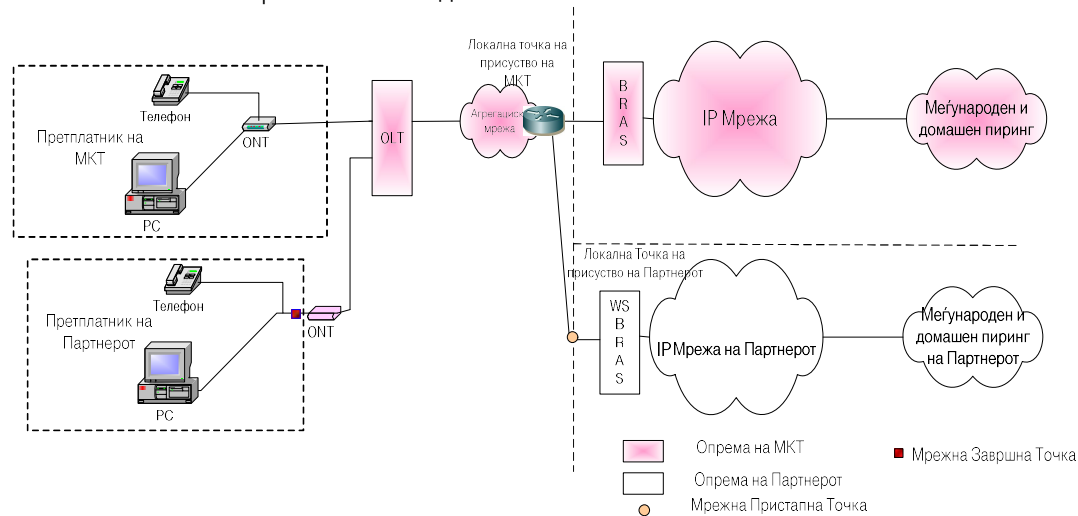 Локална точка на
присуство на
МКТ
Телефон
Претплатник на
МКТ
ONT
PC
OLT
Агрегациск
мрежа
B
R
A
S
IP Мрежа
Меѓународен и
домашен пиринг
Локална Точка на
присуство на Партнерот
Телефон
Претплатник на
Партнерот
ONT
PC
WS
B
R
A
S
IP Мрежа на Партнерот
Меѓународен и
домашен пиринг
на Партнерот
Опрема на МКТ
Мрежна Завршна Точка
Опрема на Партнерот
Мрежна Пристапна Точка